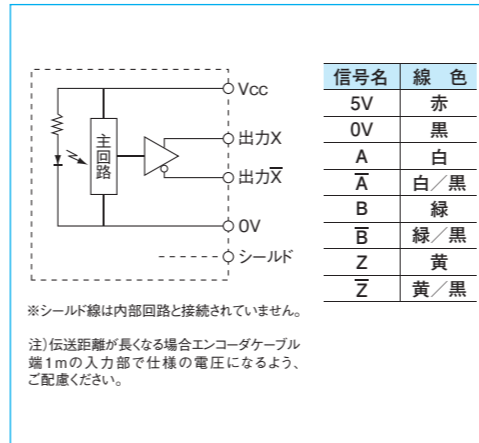 Vcc
主回路
出力X
出力X̅
0V
シールド
※シールド線は内部回路と接続されていません。
注)伝送距離が長くなる場合エンコーダケーブル
端1mの入力部で仕様の電圧になるよう、
ご配慮ください。
信号名 線 色
5V 赤
0V 黒
A 白
A̅ 白／黒
B 緑
B̅ 緑／黒
Z 黄
Z̅ 黄／黒